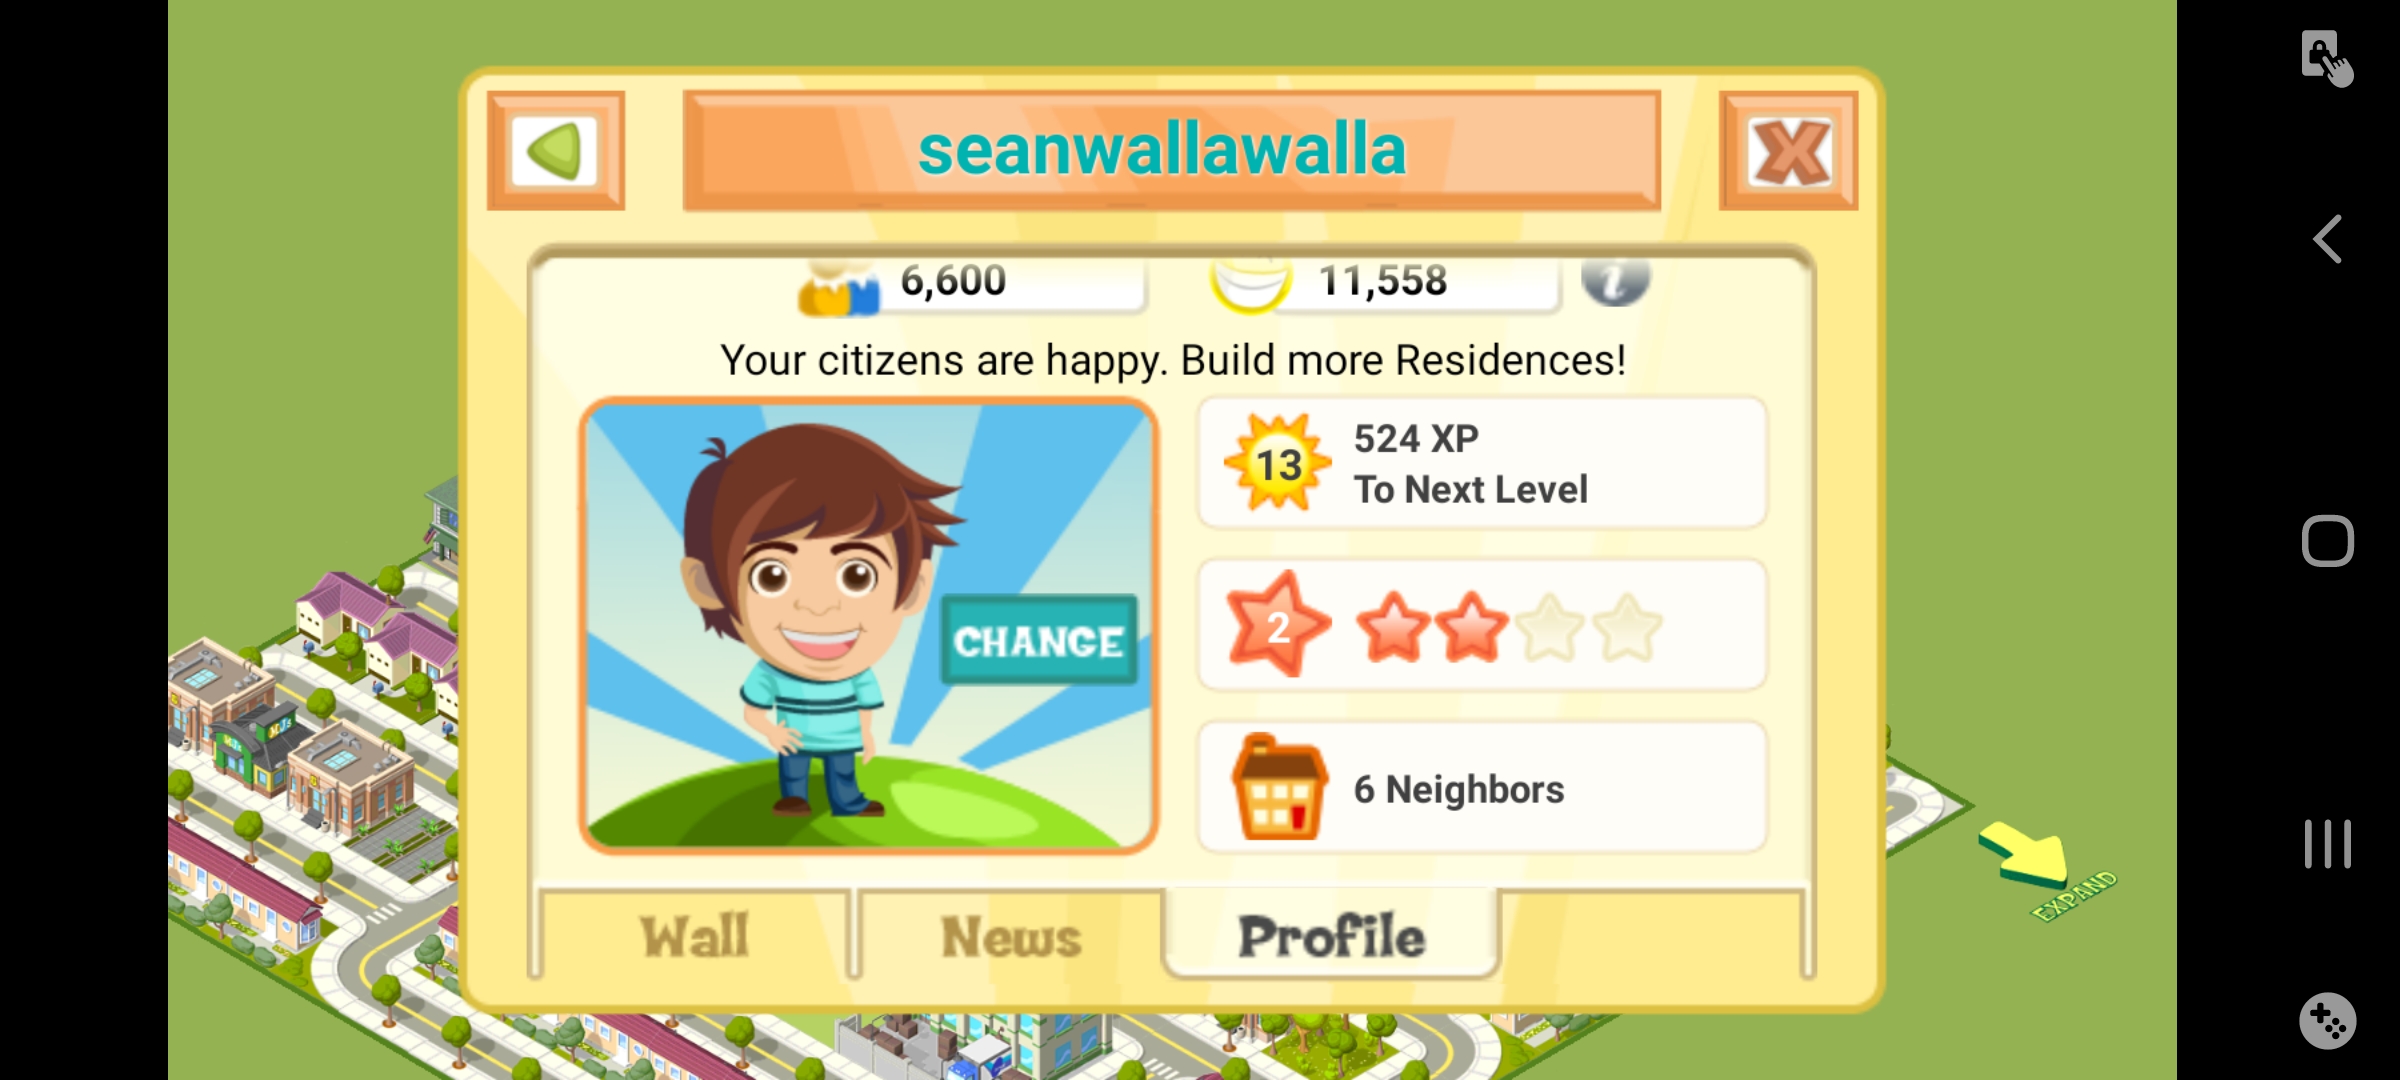 seanwallawalla
6,600
11,558
i
Your citizens are happy. Build more Residences!
13
524 XP
To Next Level
CHANGE
2
6 Neighbors
MJs
EXPAND
Wall
News
Profile